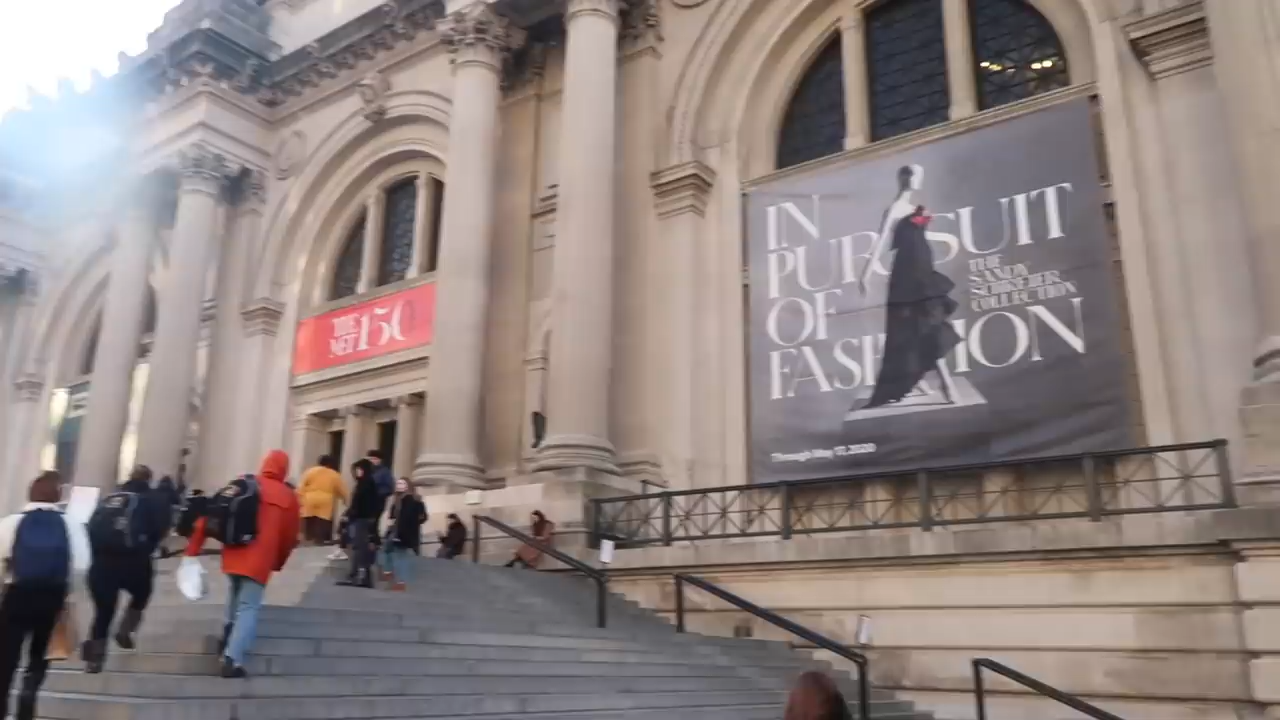 THE
MET 150
IN
PURSUIT
OF
FASHION
THE
SANDY
SCHREIER
COLLECTION
Through May 17, 2020